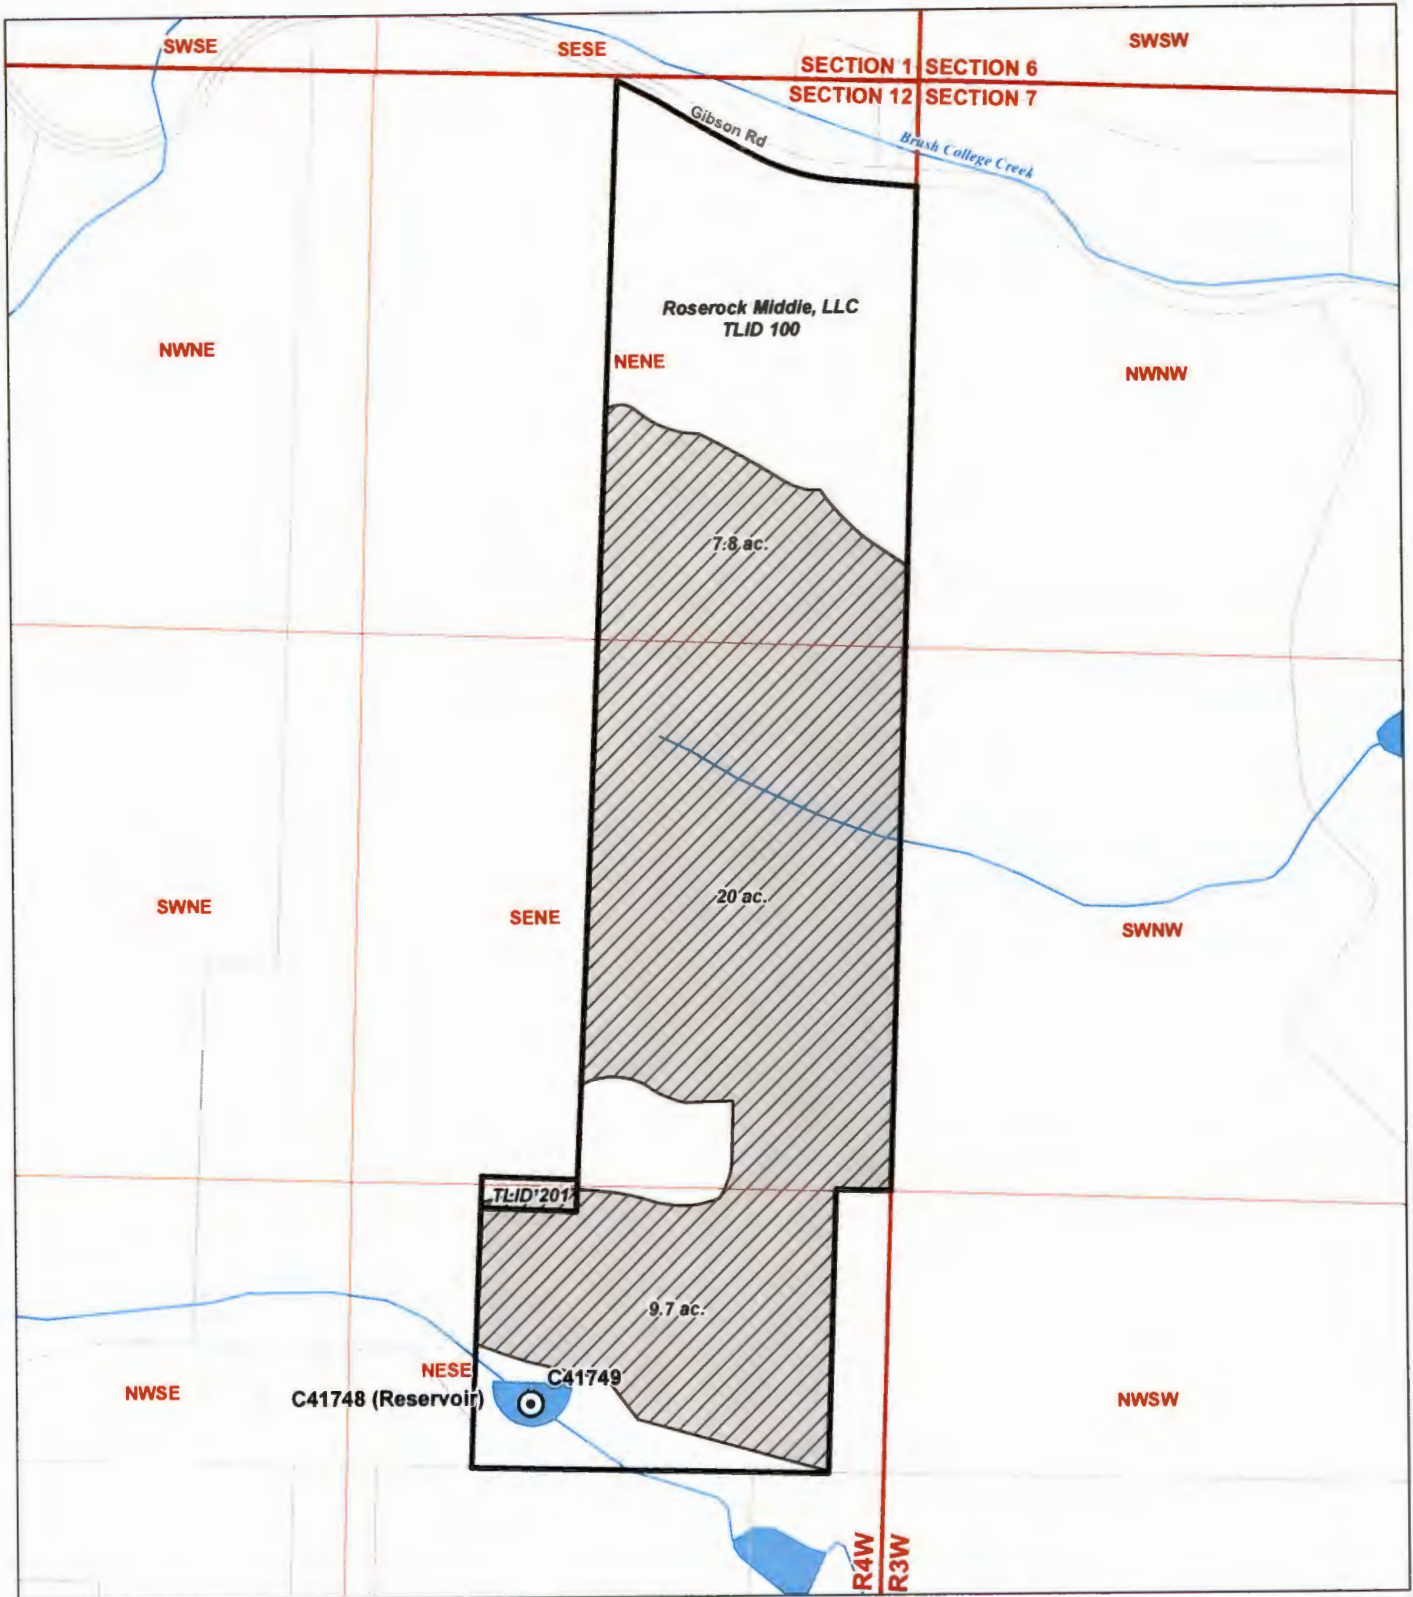 SWSE
SESE
SWSW
SECTION 1 SECTION 6
SECTION 12 SECTION 7
Gibson Rd
Brush College Creek
Roserock Middle, LLC
TLID 100
NWNE
NENE
NWNW
7.8 ac.
20 ac.
SWNE
SENE
SWNW
TLID 201
9.7 ac.
NESE
C41749
C41748 (Reservoir)
NWSE
NWSW
R4W
R3W